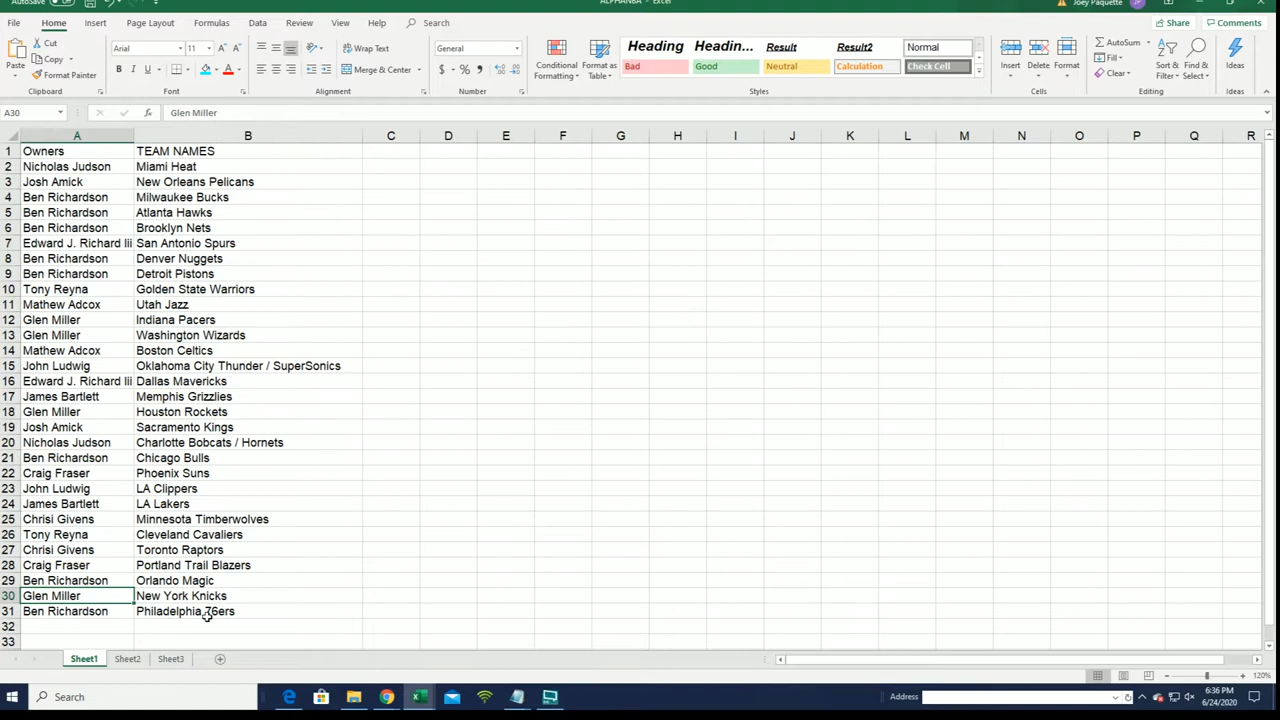 AutoSave Off ALPHANBA - Excel Joey Paquette JP
File Home Insert Page Layout Formulas Data Review View Help Search Share Comments
Paste Cut Copy Format Painter Clipboard
Arial 11 A A B I U A Font
Wrap Text Merge & Center Alignment
General $ % , Number
Conditional Formatting Format as Table
Heading Headin... Result Result2 Normal
Bad Good Neutral Calculation Check Cell
Styles
Insert Delete Format Cells
AutoSum Fill Clear Sort & Filter Find & Select Editing
Ideas Ideas
A30 fx Glen Miller
A B C D E F G H I J K L M N O P Q R
1 Owners TEAM NAMES
2 Nicholas Judson Miami Heat
3 Josh Amick New Orleans Pelicans
4 Ben Richardson Milwaukee Bucks
5 Ben Richardson Atlanta Hawks
6 Ben Richardson Brooklyn Nets
7 Edward J. Richard Iii San Antonio Spurs
8 Ben Richardson Denver Nuggets
9 Ben Richardson Detroit Pistons
10 Tony Reyna Golden State Warriors
11 Mathew Adcox Utah Jazz
12 Glen Miller Indiana Pacers
13 Glen Miller Washington Wizards
14 Mathew Adcox Boston Celtics
15 John Ludwig Oklahoma City Thunder / SuperSonics
16 Edward J. Richard Iii Dallas Mavericks
17 James Bartlett Memphis Grizzlies
18 Glen Miller Houston Rockets
19 Josh Amick Sacramento Kings
20 Nicholas Judson Charlotte Bobcats / Hornets
21 Ben Richardson Chicago Bulls
22 Craig Fraser Phoenix Suns
23 John Ludwig LA Clippers
24 James Bartlett LA Lakers
25 Chrisi Givens Minnesota Timberwolves
26 Tony Reyna Cleveland Cavaliers
27 Chrisi Givens Toronto Raptors
28 Craig Fraser Portland Trail Blazers
29 Ben Richardson Orlando Magic
30 Glen Miller New York Knicks
31 Ben Richardson Philadelphia 76ers
32
33
Sheet1 Sheet2 Sheet3
120%
Search Address 6:36 PM
6/24/2020